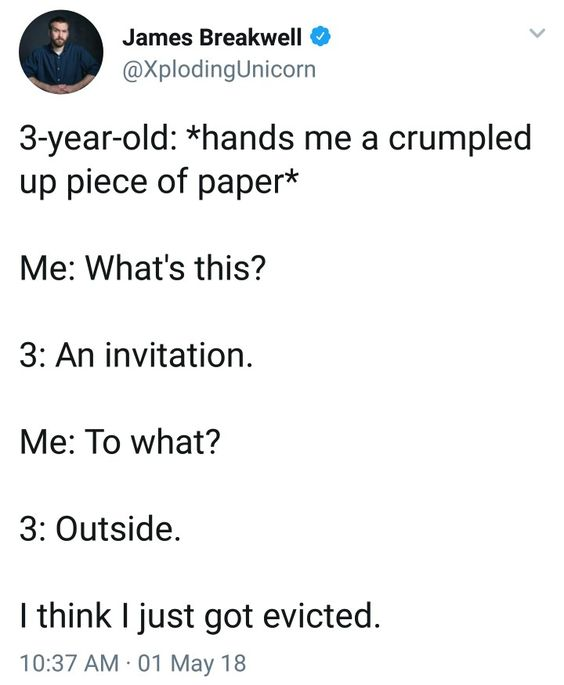 James Breakwell
@XplodingUnicorn
3-year-old: *hands me a crumpled
up piece of paper*
Me: What's this?
3: An invitation.
Me: To what?
3: Outside.
I think I just got evicted.
10:37 AM · 01 May 18